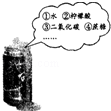 ①水 ②柠檬酸
③二氧化碳 ④蔗糖
……